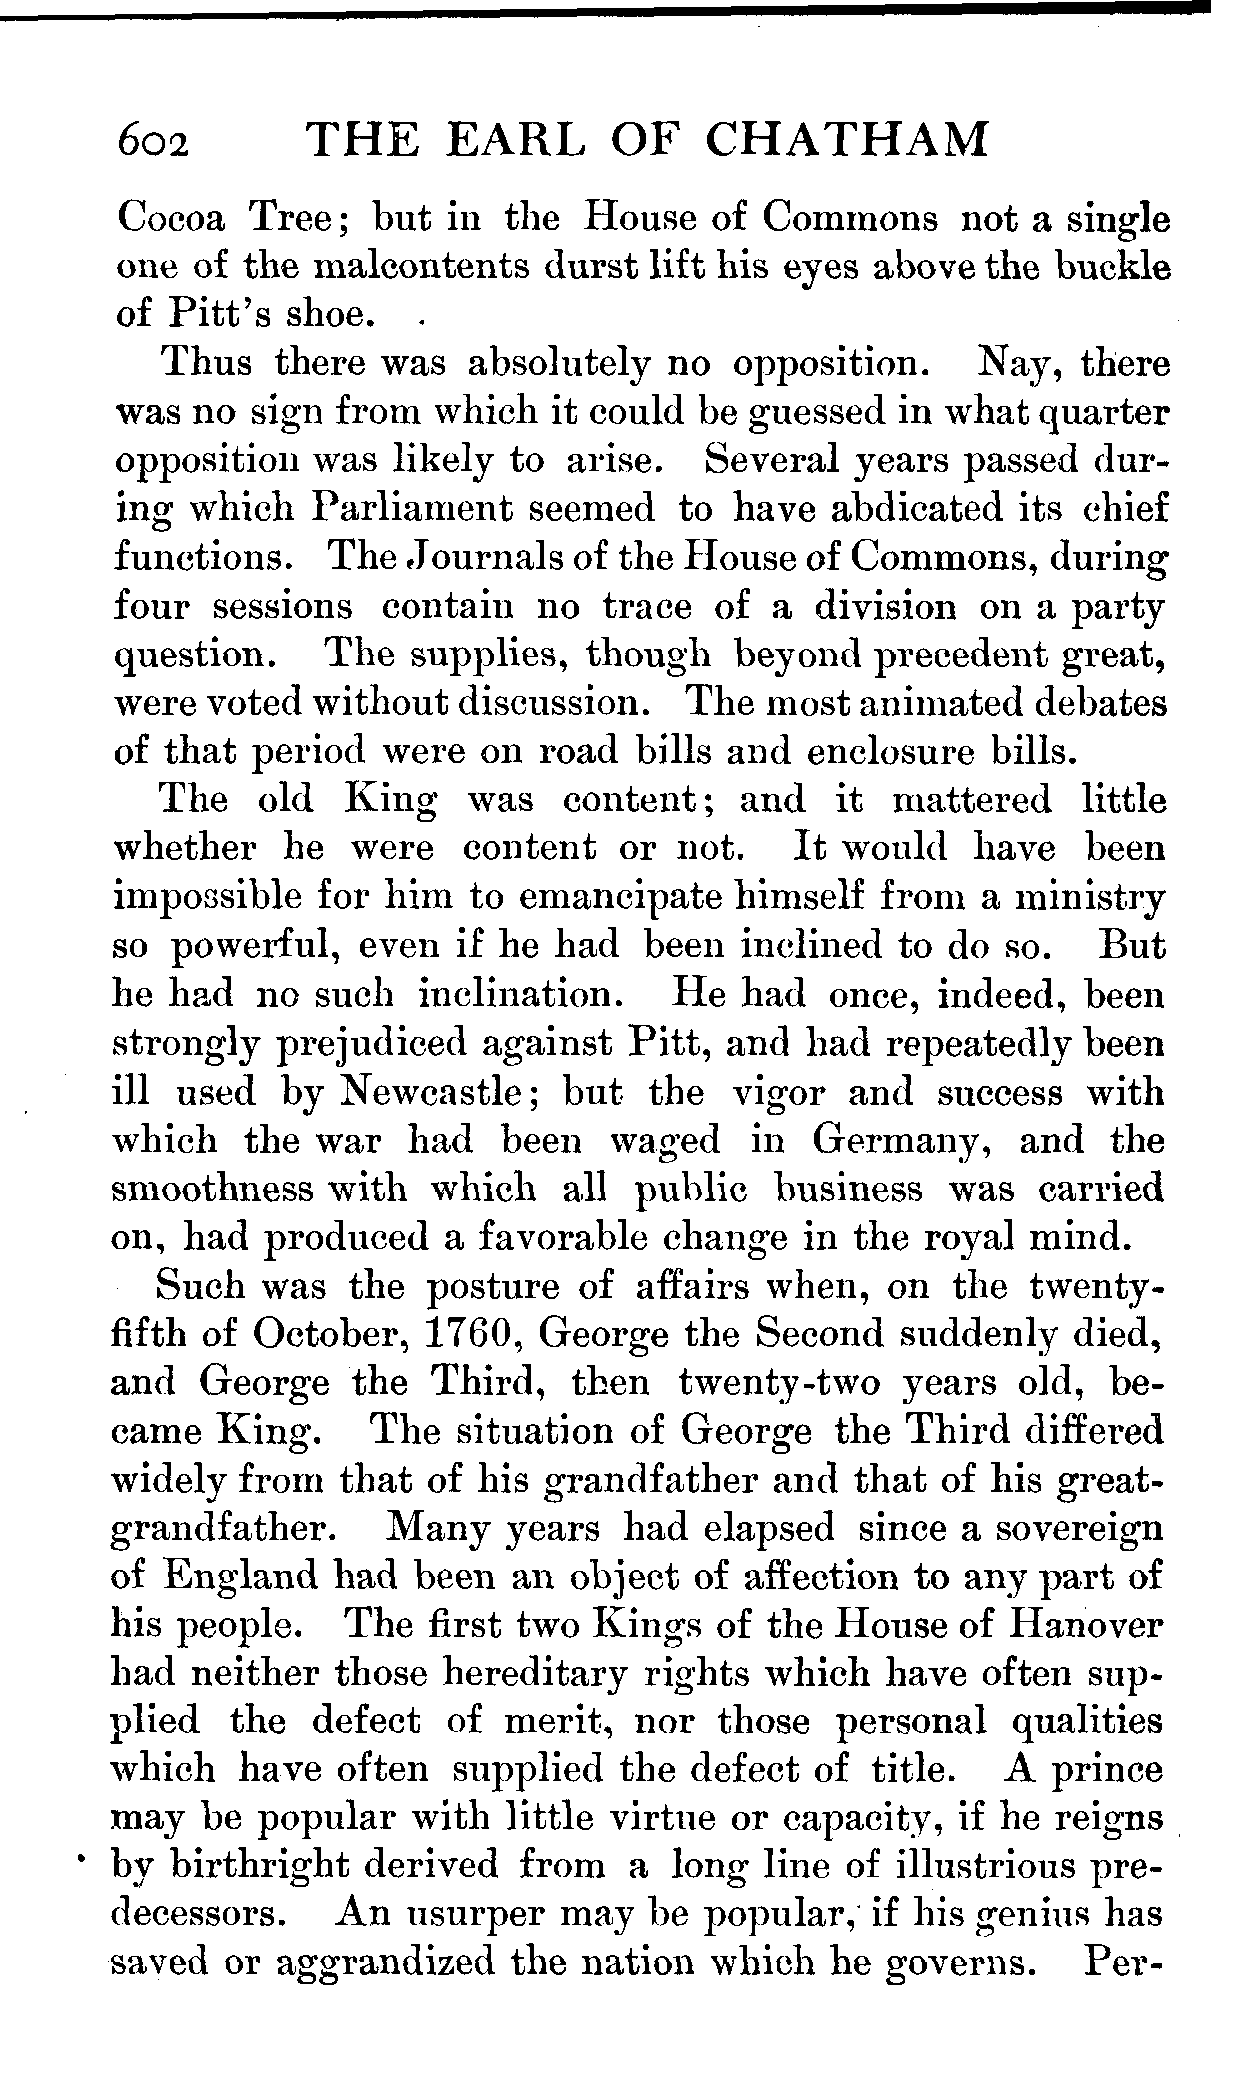 602 THE EARL OF CHATHAM
Cocoa Tree; but in the House of Commons not a single
one of the malcontents durst lift his eyes above the buckle
of Pitt's shoe.
Thus there was absolutely no opposition. Nay, there
was no sign from which it could be guessed in what quarter
opposition was likely to arise. Several years passed dur-
ing which Parliament seemed to have abdicated its chief
functions. The Journals of the House of Commons, during
four sessions contain no trace of a division on a party
question. The supplies, though beyond precedent great,
were voted without discussion. The most animated debates
of that period were on road bills and enclosure bills.
The old King was content; and it mattered little
whether he were content or not. It would have been
impossible for him to emancipate himself from a ministry
so powerful, even if he had been inclined to do so. But
he had no such inclination. He had once, indeed, been
strongly prejudiced against Pitt, and had repeatedly been
ill used by Newcastle; but the vigor and success with
which the war had been waged in Germany, and the
smoothness with which all public business was carried
on, had produced a favorable change in the royal mind.
Such was the posture of affairs when, on the twenty-
fifth of October, 1760, George the Second suddenly died,
and George the Third, then twenty-two years old, be-
came King. The situation of George the Third differed
widely from that of his grandfather and that of his great-
grandfather. Many years had elapsed since a sovereign
of England had been an object of affection to any part of
his people. The first two Kings of the House of Hanover
had neither those hereditary rights which have often sup-
plied the defect of merit, nor those personal qualities
which have often supplied the defect of title. A prince
may be popular with little virtue or capacity, if he reigns
by birthright derived from a long line of illustrious pre-
decessors. An usurper may be popular, if his genius has
saved or aggrandized the nation which he governs. Per-